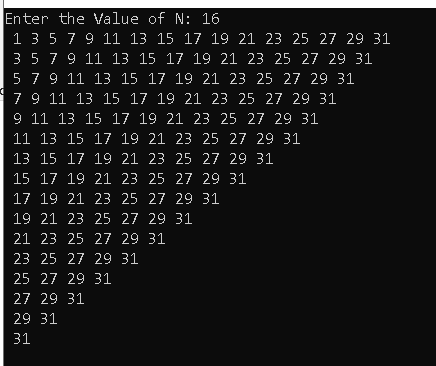 Enter the Value of N: 16
1 3 5 7 9 11 13 15 17 19 21 23 25 27 29 31
3 5 7 9 11 13 15 17 19 21 23 25 27 29 31
5 7 9 11 13 15 17 19 21 23 25 27 29 31
7 9 11 13 15 17 19 21 23 25 27 29 31
9 11 13 15 17 19 21 23 25 27 29 31
11 13 15 17 19 21 23 25 27 29 31
13 15 17 19 21 23 25 27 29 31
15 17 19 21 23 25 27 29 31
17 19 21 23 25 27 29 31
19 21 23 25 27 29 31
21 23 25 27 29 31
23 25 27 29 31
25 27 29 31
27 29 31
29 31
31